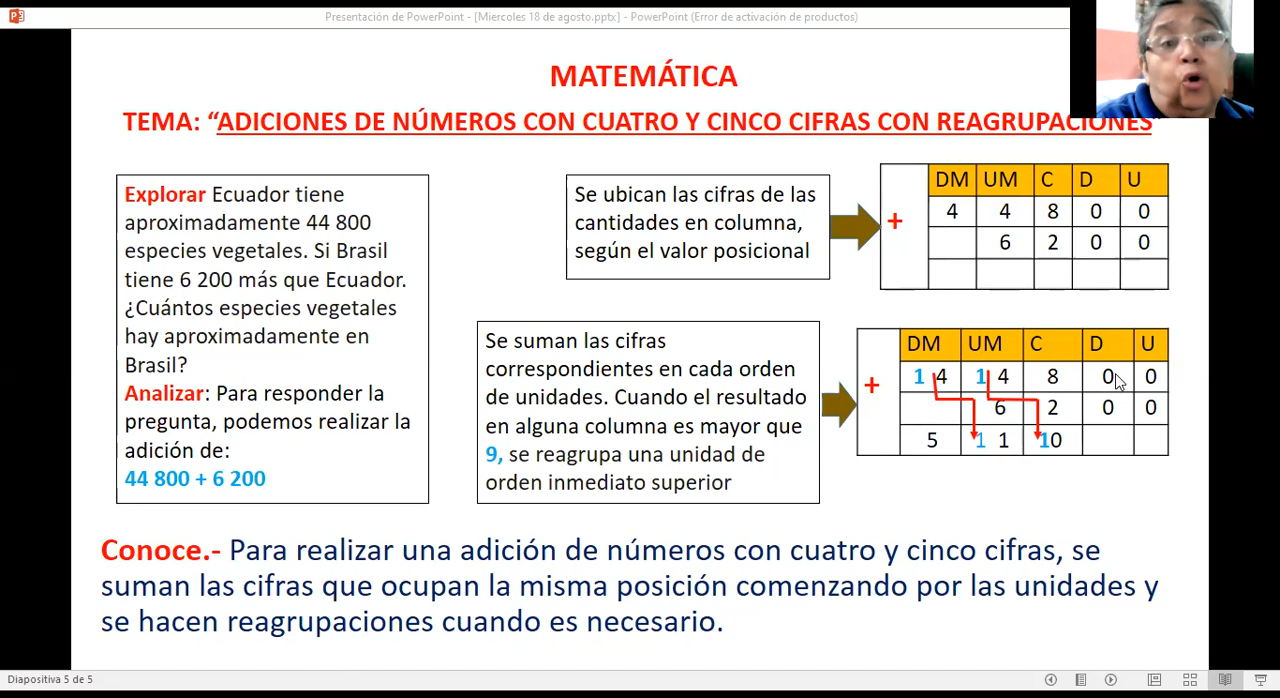 Presentación de PowerPoint - [Miercoles 18 de agosto.pptx] - PowerPoint (Error de activación de productos)
MATEMÁTICA
TEMA: “ADICIONES DE NÚMEROS CON CUATRO Y CINCO CIFRAS CON REAGRUPACIONES
Explorar Ecuador tiene
aproximadamente 44 800
especies vegetales. Si Brasil
tiene 6 200 más que Ecuador.
¿Cuántos especies vegetales
hay aproximadamente en
Brasil?
Analizar: Para responder la
pregunta, podemos realizar la
adición de:
44 800 + 6 200
Se ubican las cifras de las
cantidades en columna,
según el valor posicional
+
DM UM C D U
4 4 8 0 0
6 2 0 0
Se suman las cifras
correspondientes en cada orden
de unidades. Cuando el resultado
en alguna columna es mayor que
9, se reagrupa una unidad de
orden inmediato superior
+
DM UM C D U
1 4 1 4 8 0 0
6 2 0 0
5 1 1 10
Conoce.- Para realizar una adición de números con cuatro y cinco cifras, se
suman las cifras que ocupan la misma posición comenzando por las unidades y
se hacen reagrupaciones cuando es necesario.
Diapositiva 5 de 5